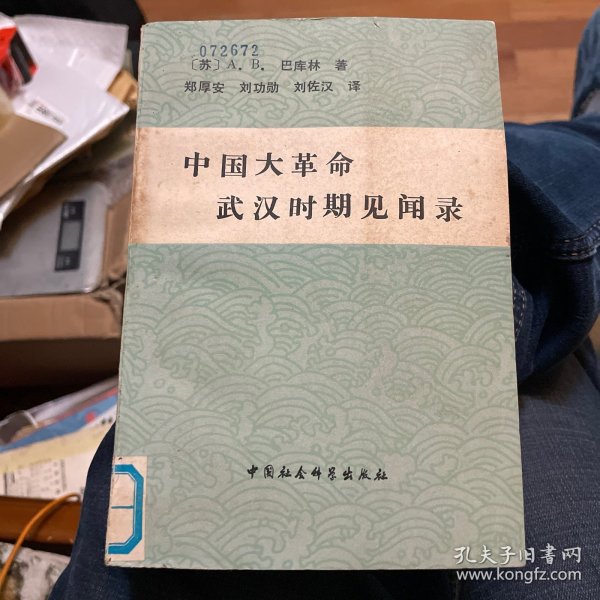 072672
〔苏〕A. B. 巴库林 著
郑厚安 刘功勋 刘佐汉 译
中国大革命
武汉时期见闻录
中国社会科学出版社
孔夫子旧书网
www.kongfz.com